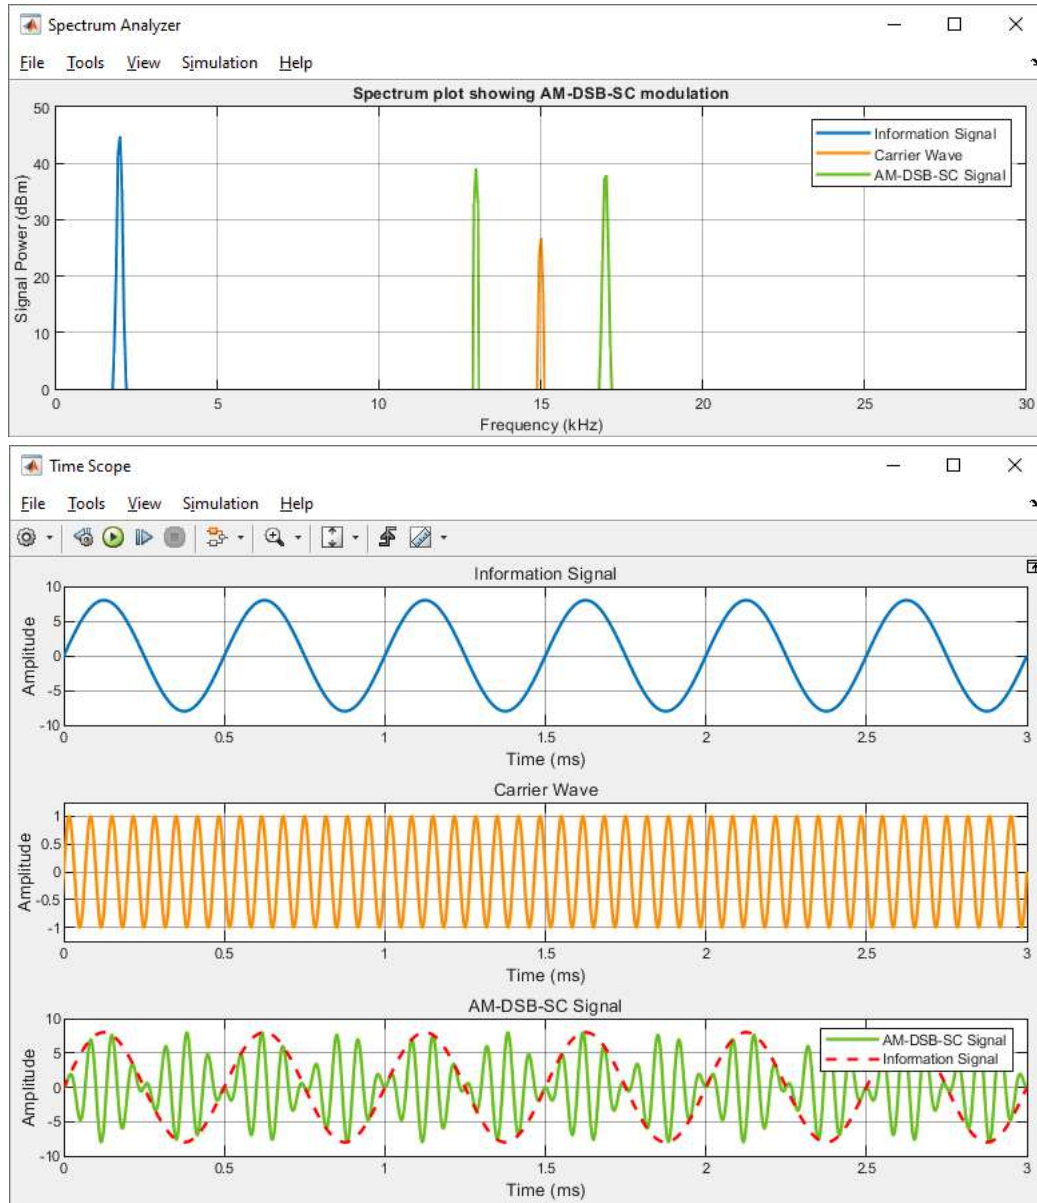 Spectrum Analyzer
File Tools View Simulation Help
Spectrum plot showing AM-DSB-SC modulation
50
40
30
20
10
0
Signal Power (dBm)
Information Signal
Carrier Wave
AM-DSB-SC Signal
0 5 10 15 20 25 30
Frequency (kHz)
Time Scope
File Tools View Simulation Help
Information Signal
10
5
0
-5
-10
Amplitude
0 0.5 1 1.5 2 2.5 3
Time (ms)
Carrier Wave
1
0.5
0
-0.5
-1
Amplitude
0 0.5 1 1.5 2 2.5 3
Time (ms)
AM-DSB-SC Signal
10
5
0
-5
-10
Amplitude
AM-DSB-SC Signal
Information Signal
0 0.5 1 1.5 2 2.5 3
Time (ms)